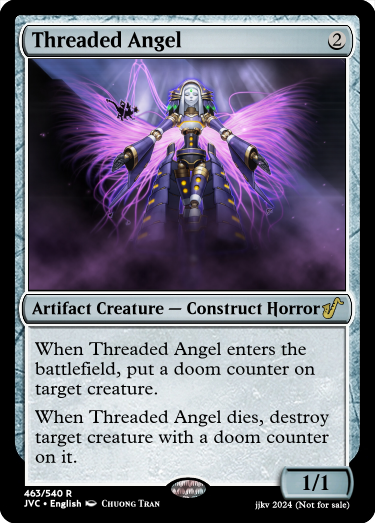 Threaded Angel 2
Artifact Creature — Construct Horror
When Threaded Angel enters the
battlefield, put a doom counter on
target creature.
When Threaded Angel dies, destroy
target creature with a doom counter
on it.
1/1
463/540 R
JVC • English CHUONG TRAN
jjkv 2024 (Not for sale)